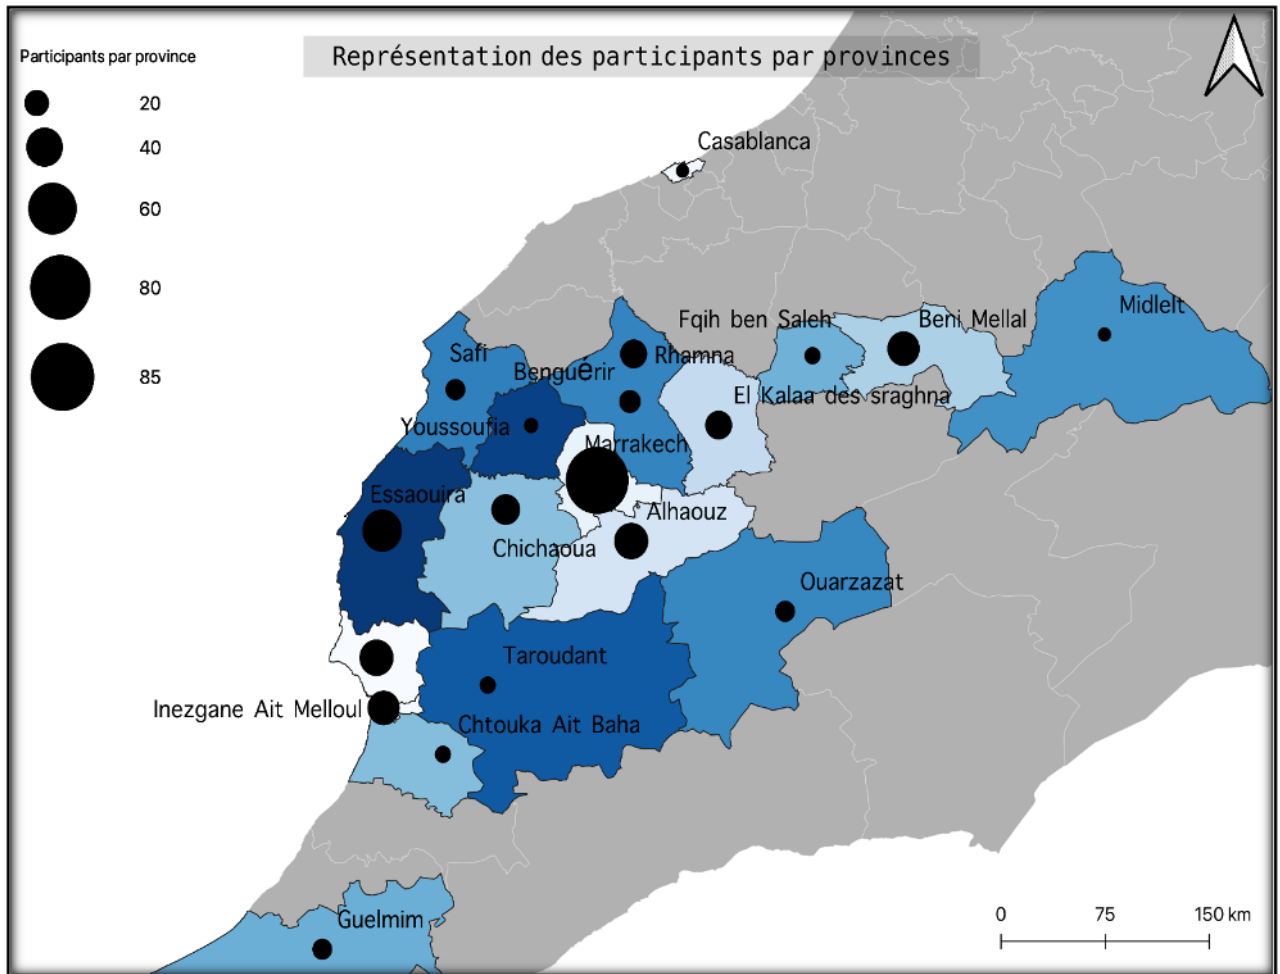 Représentation des participants par provinces
Participants par province
20
40
60
80
85
Casablanca
Midlelt
Fqih ben Saleh
Beni Mellal
Safi
Rhamna
Benguérir
El Kalaa des sraghna
Youssoufia
Marrakech
Essaouira
Alhaouz
Chichaoua
Ouarzazat
Taroudant
Inezgane Ait Melloul
Chtouka Ait Baha
Guelmim
0 75 150 km